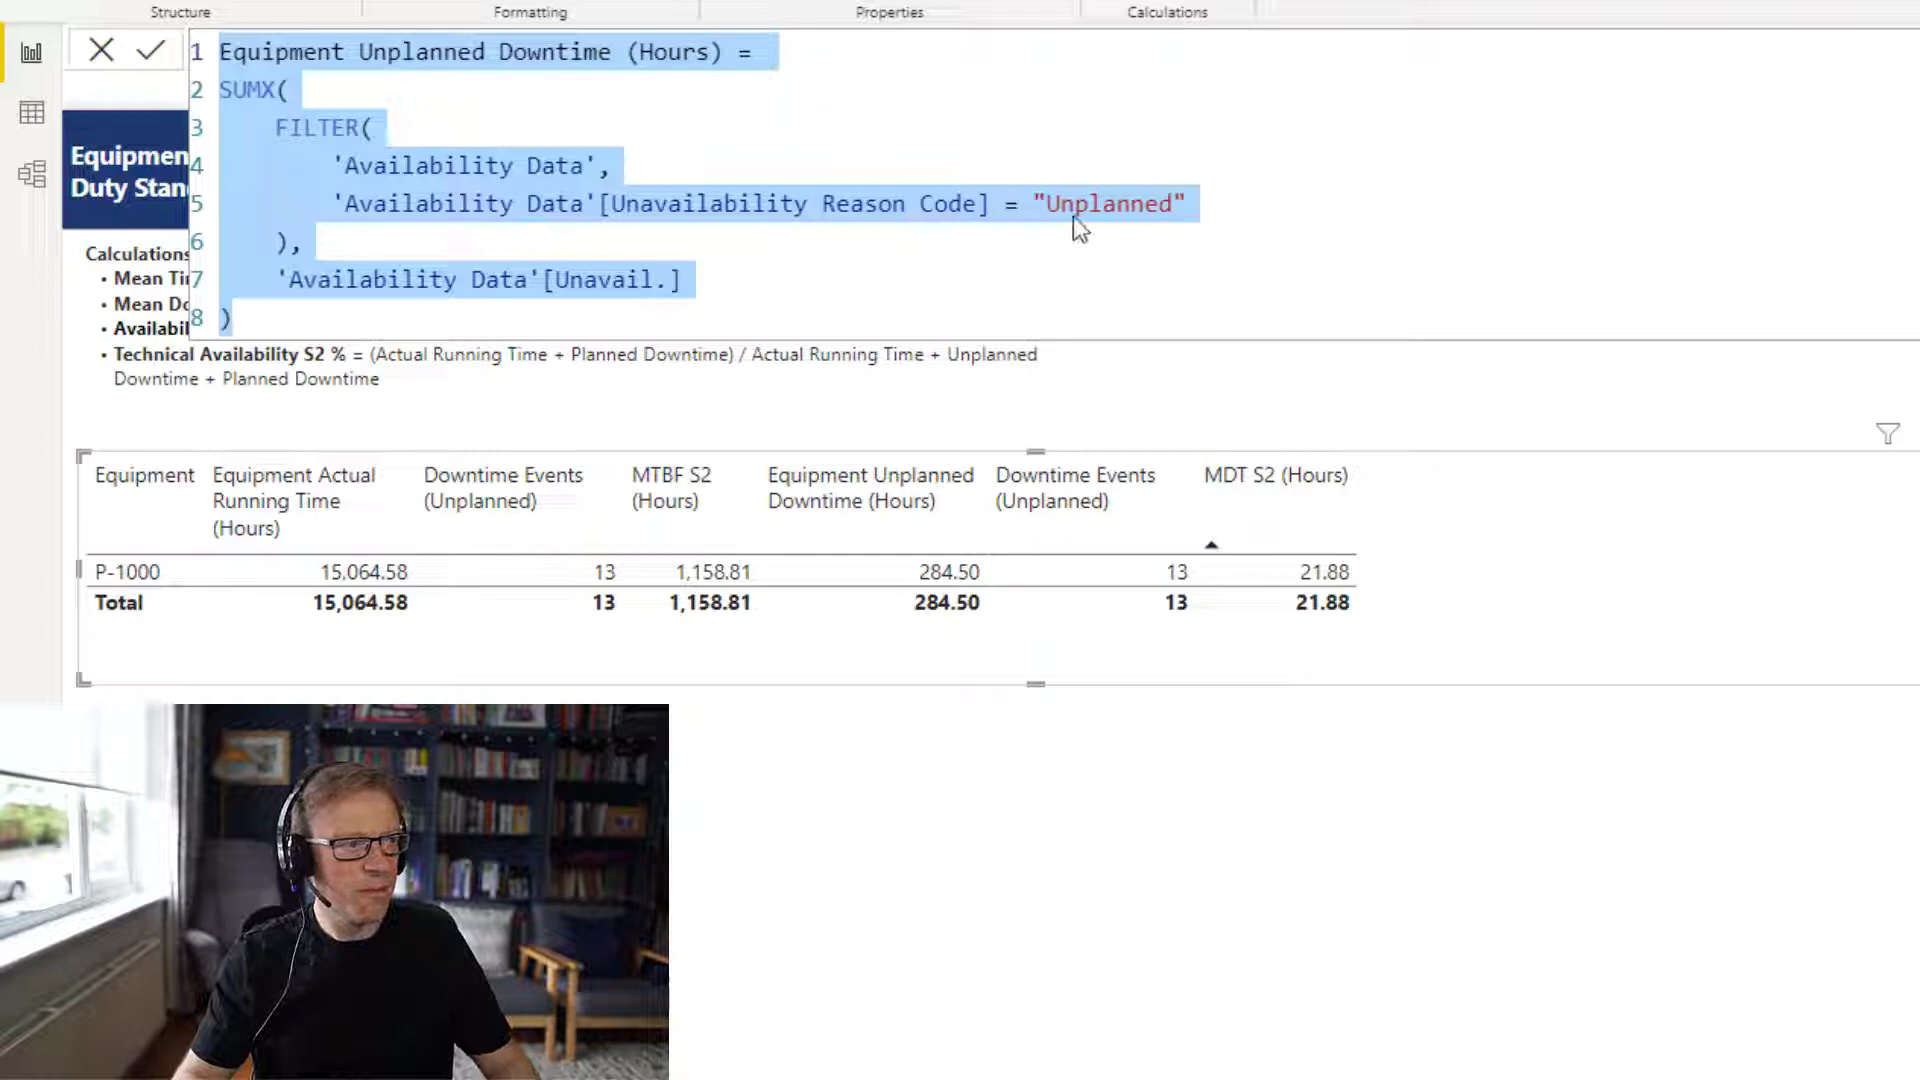 Structure Formatting Properties Calculations
1 Equipment Unplanned Downtime (Hours) =
2 SUMX(
3 FILTER(
4 'Availability Data',
5 'Availability Data'[Unavailability Reason Code] = "Unplanned"
6 ),
7 'Availability Data'[Unavail.]
8 )
Equipmen
Duty Stan
Calculations
• Mean Ti
• Mean Do
• Availabil
• Technical Availability S2 % = (Actual Running Time + Planned Downtime) / Actual Running Time + Unplanned
Downtime + Planned Downtime
Equipment Equipment Actual Downtime Events MTBF S2 Equipment Unplanned Downtime Events MDT S2 (Hours)
Running Time (Unplanned) (Hours) Downtime (Hours) (Unplanned)
(Hours)
P-1000 15,064.58 13 1,158.81 284.50 13 21.88
Total 15,064.58 13 1,158.81 284.50 13 21.88